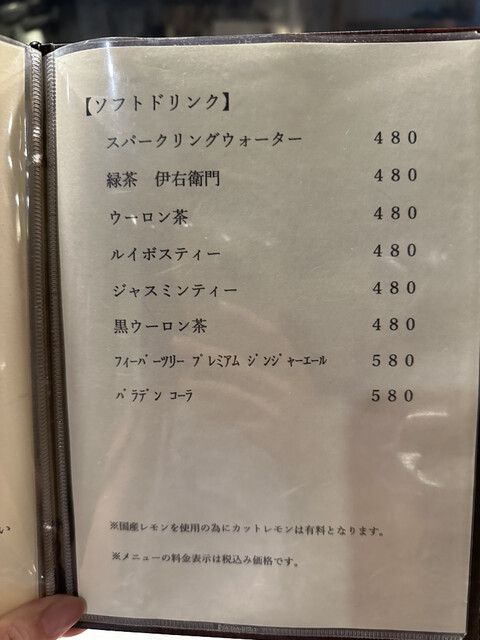 【ソフトドリンク】
スパークリングウォーター 480
緑茶 伊右衛門 480
ウーロン茶 480
ルイボスティー 480
ジャスミンティー 480
黒ウーロン茶 480
ﾌｨｰﾊﾞｰﾂﾘｰ ﾌﾟﾚﾐｱﾑ ｼﾞﾝｼﾞｬｰｴｰﾙ 580
ﾊﾟﾗﾃﾞﾝ ｺｰﾗ 580
※国産レモンを使用の為にカットレモンは有料となります。
※メニューの料金表示は税込み価格です。
い